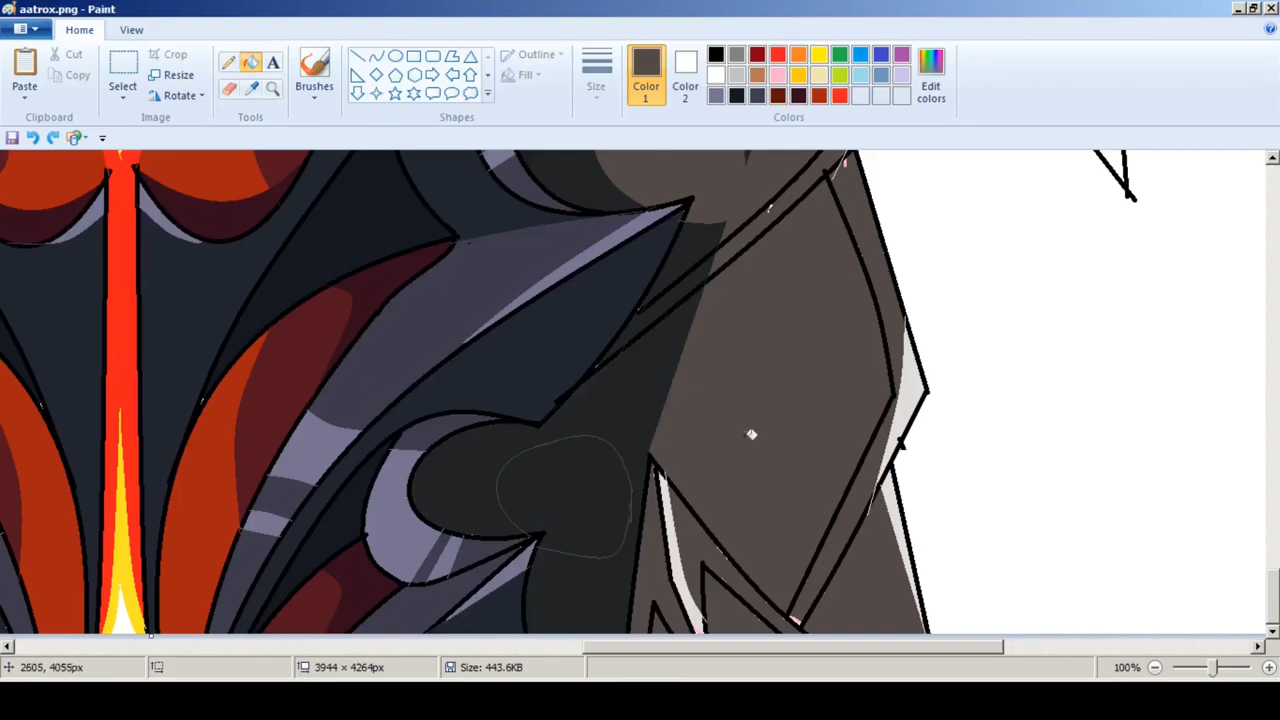 aatrox.png - Paint
Home View
Paste
Cut
Copy
Clipboard
Select
Crop
Resize
Rotate
Image
A
Tools
Brushes
Shapes
Outline
Fill
Size
Color 1
Color 2
Colors
Edit colors
2605, 4055px
3944 × 4264px
Size: 443.6KB
100%